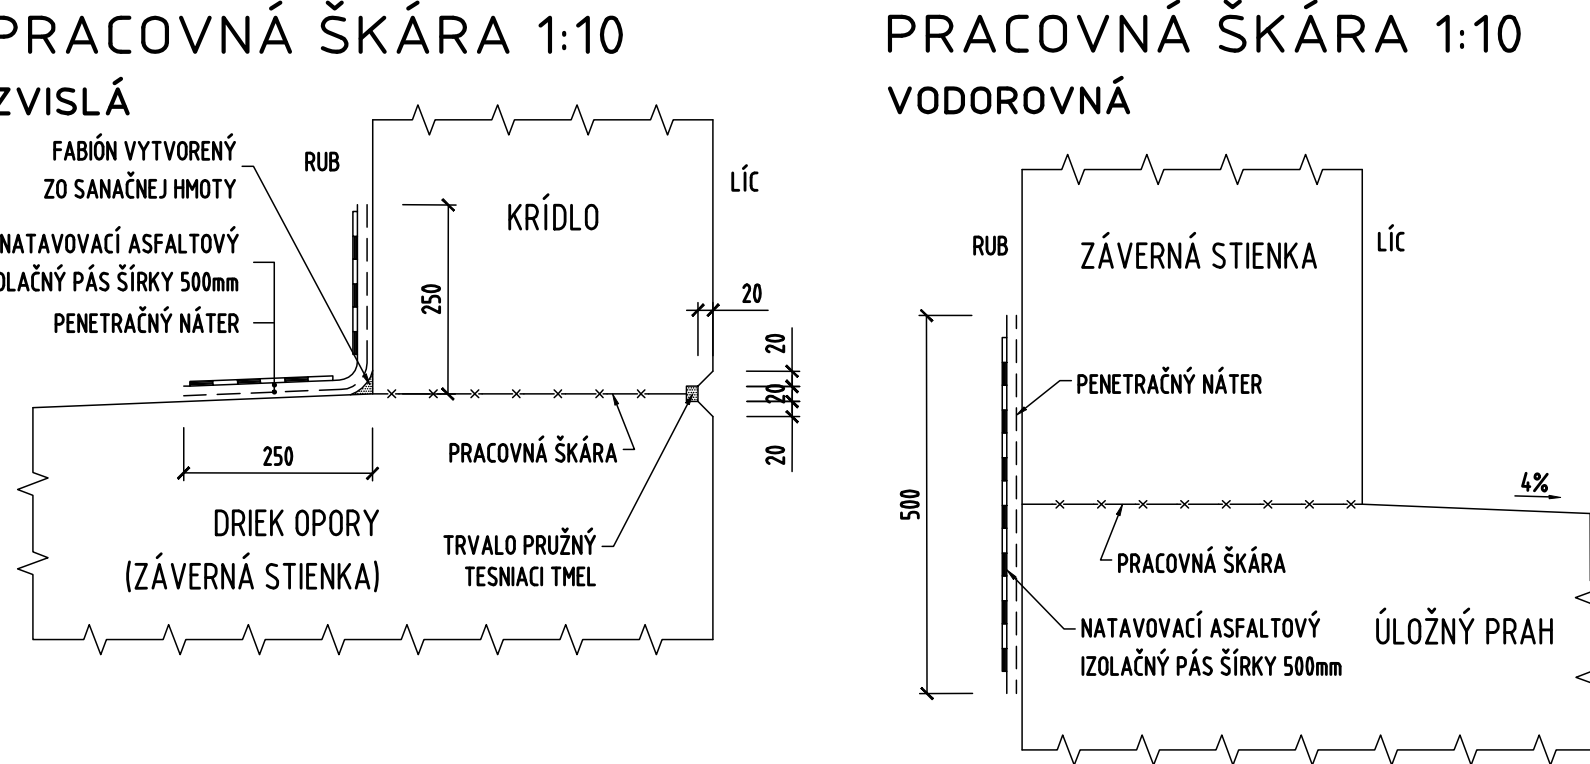 PRACOVNÁ ŠKÁRA 1:10
ZVISLÁ
FABIÓN VYTVORENÝ
ZO SANAČNEJ HMOTY
RUB
LÍC
KRÍDLO
NATAVOVACÍ ASFALTOVÝ
OLAČNÝ PÁS ŠÍRKY 500mm
PENETRAČNÝ NÁTER
250
20
20
20
20
250
PRACOVNÁ ŠKÁRA
DRIEK OPORY
(ZÁVERNÁ STIENKA)
TRVALO PRUŽNÝ
TESNIACI TMEL
PRACOVNÁ ŠKÁRA 1:10
VODOROVNÁ
RUB
LÍC
ZÁVERNÁ STIENKA
PENETRAČNÝ NÁTER
500
4%
PRACOVNÁ ŠKÁRA
NATAVOVACÍ ASFALTOVÝ
IZOLAČNÝ PÁS ŠÍRKY 500mm
ÚLOŽNÝ PRAH